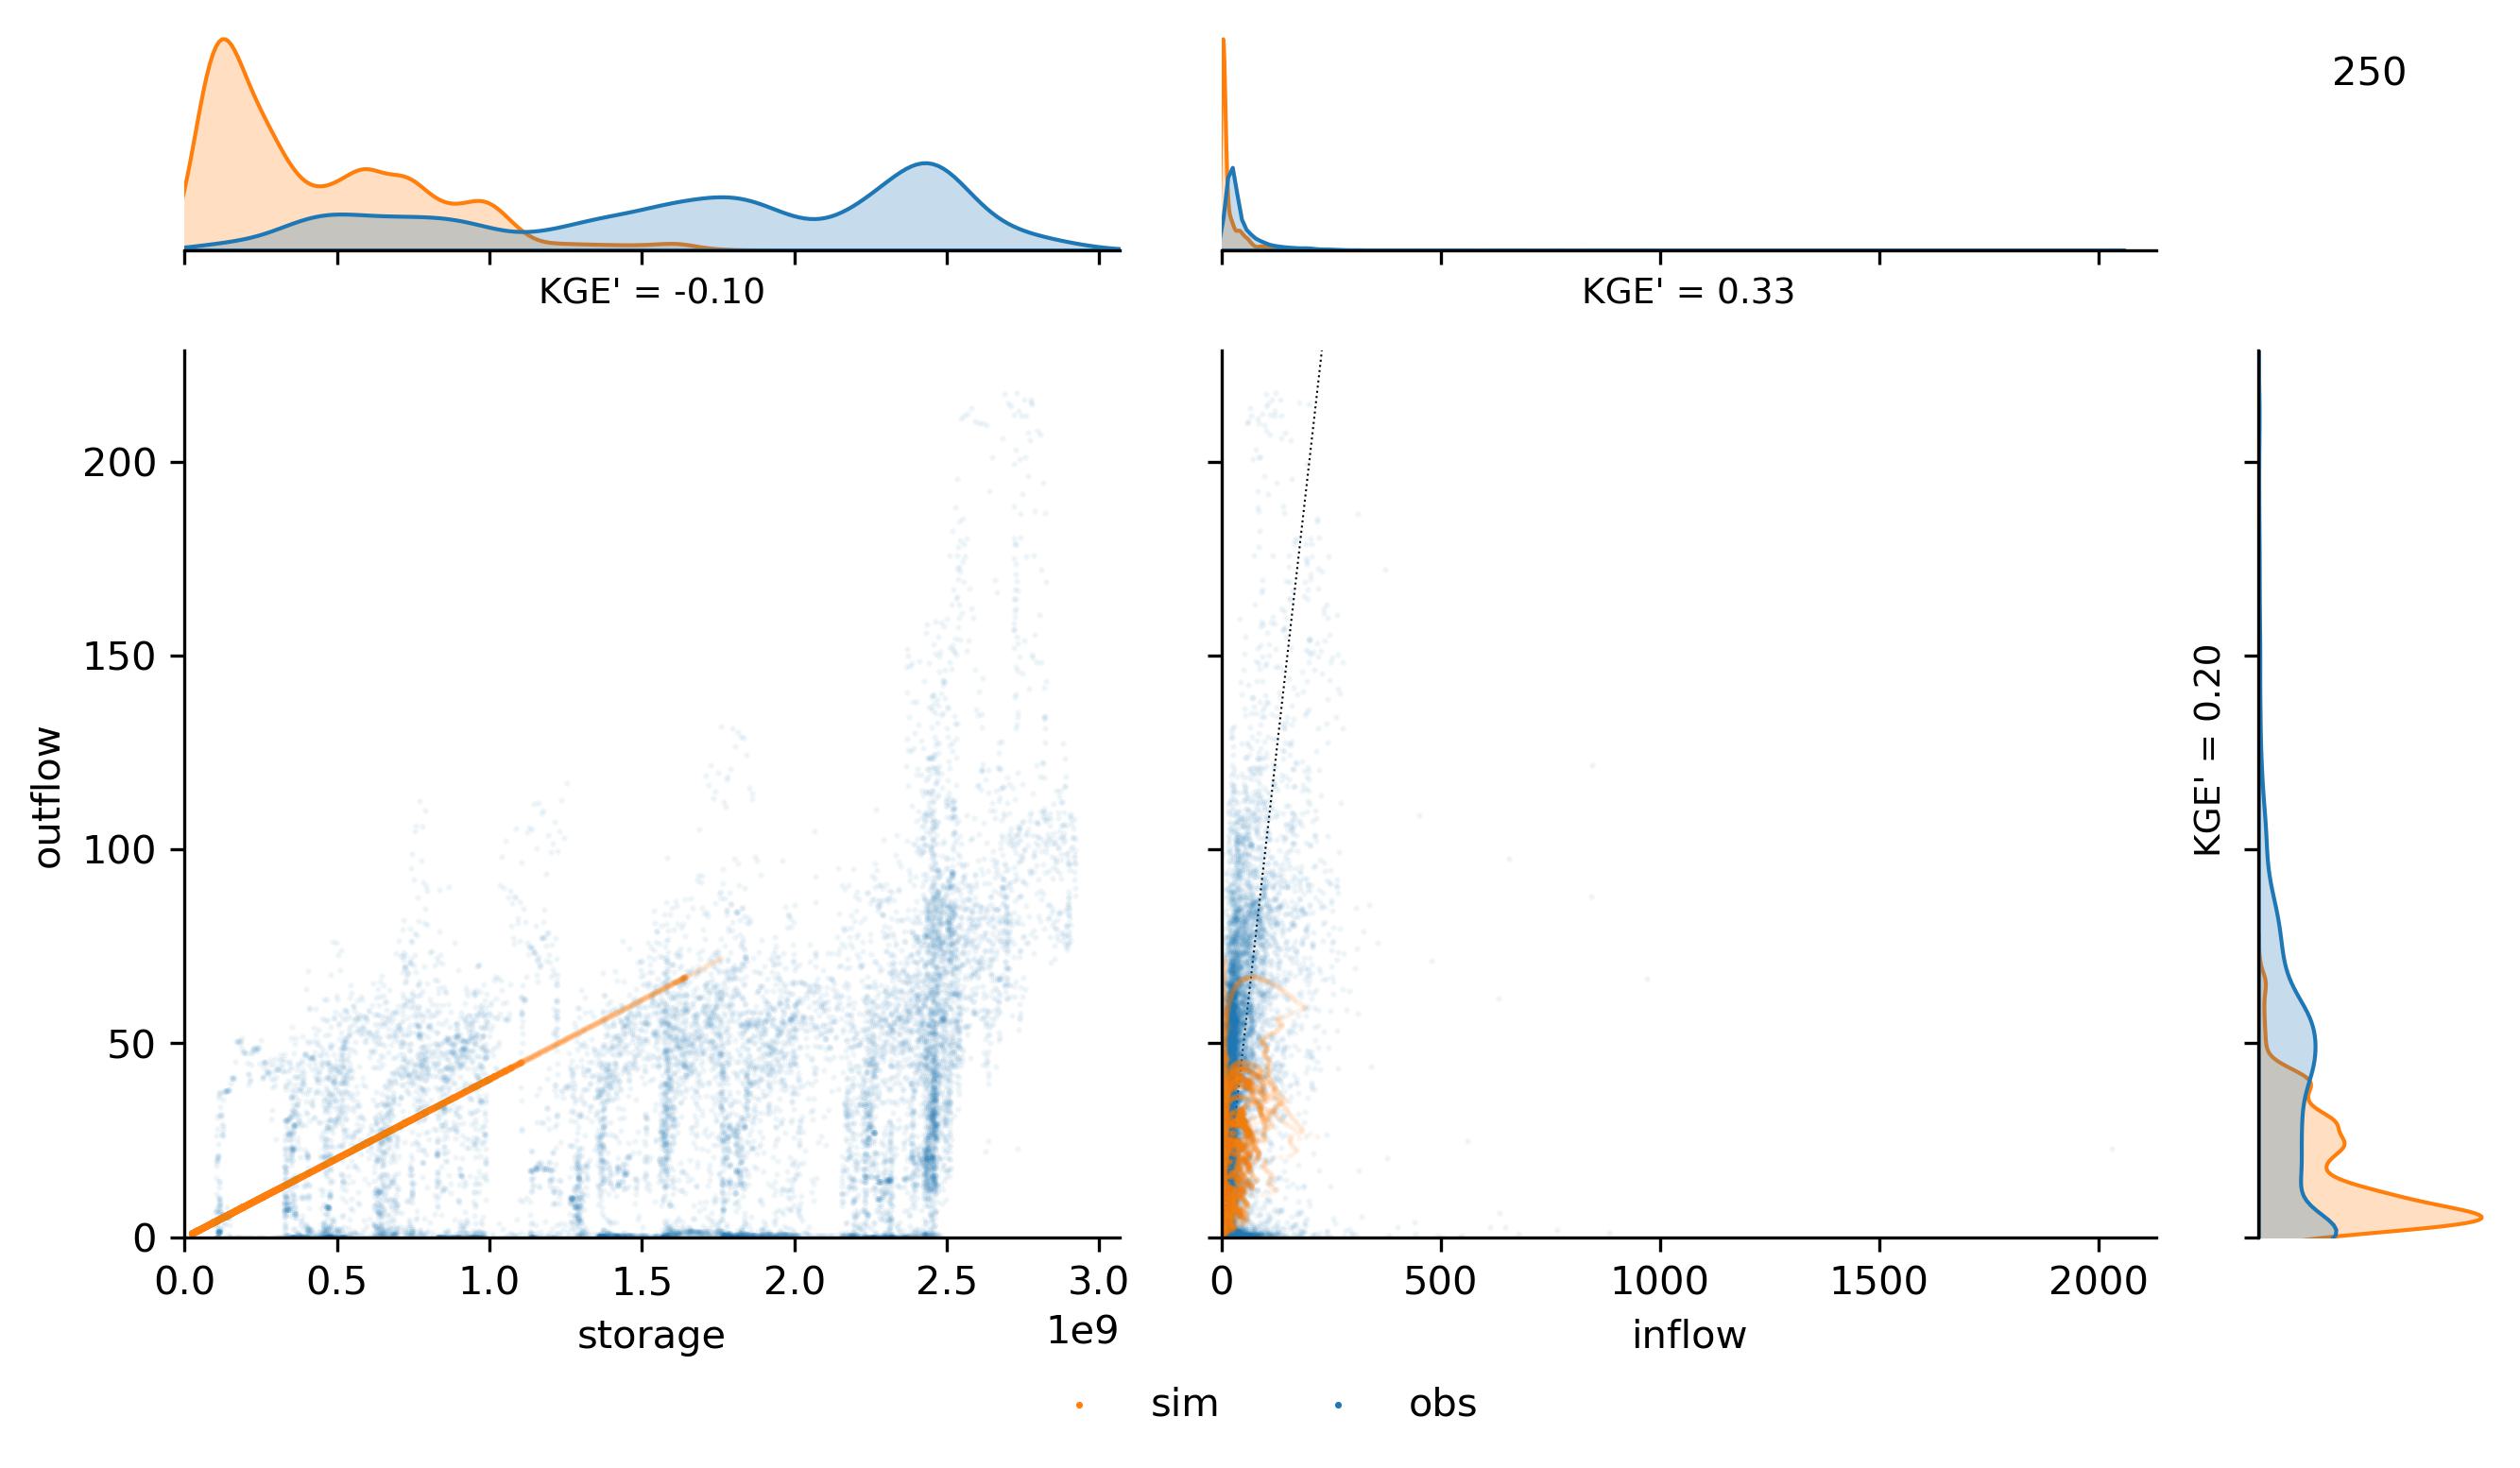 250
KGE' = -0.10
KGE' = 0.33
outflow
200
150
100
50
0
KGE' = 0.20
0.0 0.5 1.0 1.5 2.0 2.5 3.0
1e9
storage
0 500 1000 1500 2000
inflow
sim obs